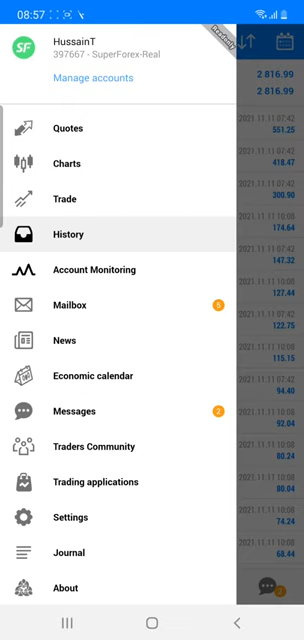 08:57
Readonly
SF
HussainT
397667 - SuperForex-Real
Manage accounts
2 816.99
2 816.99
Quotes
2021.11.11 07:42
551.25
Charts
2021.11.11 07:42
418.47
Trade
2021.11.11 07:42
300.90
History
2021.11.11 10:08
174.64
Account Monitoring
2021.11.11 07:42
147.32
Mailbox
5
2021.11.11 10:08
127.44
News
2021.11.11 07:42
122.75
Economic calendar
2021.11.11 10:08
115.15
2021.11.11 07:42
94.40
Messages
2
2021.11.11 10:08
92.04
Traders Community
2021.11.11 10:08
80.24
Trading applications
2021.11.11 10:08
80.04
Settings
2021.11.11 10:08
74.24
Journal
2021.11.11 10:08
68.44
About
2